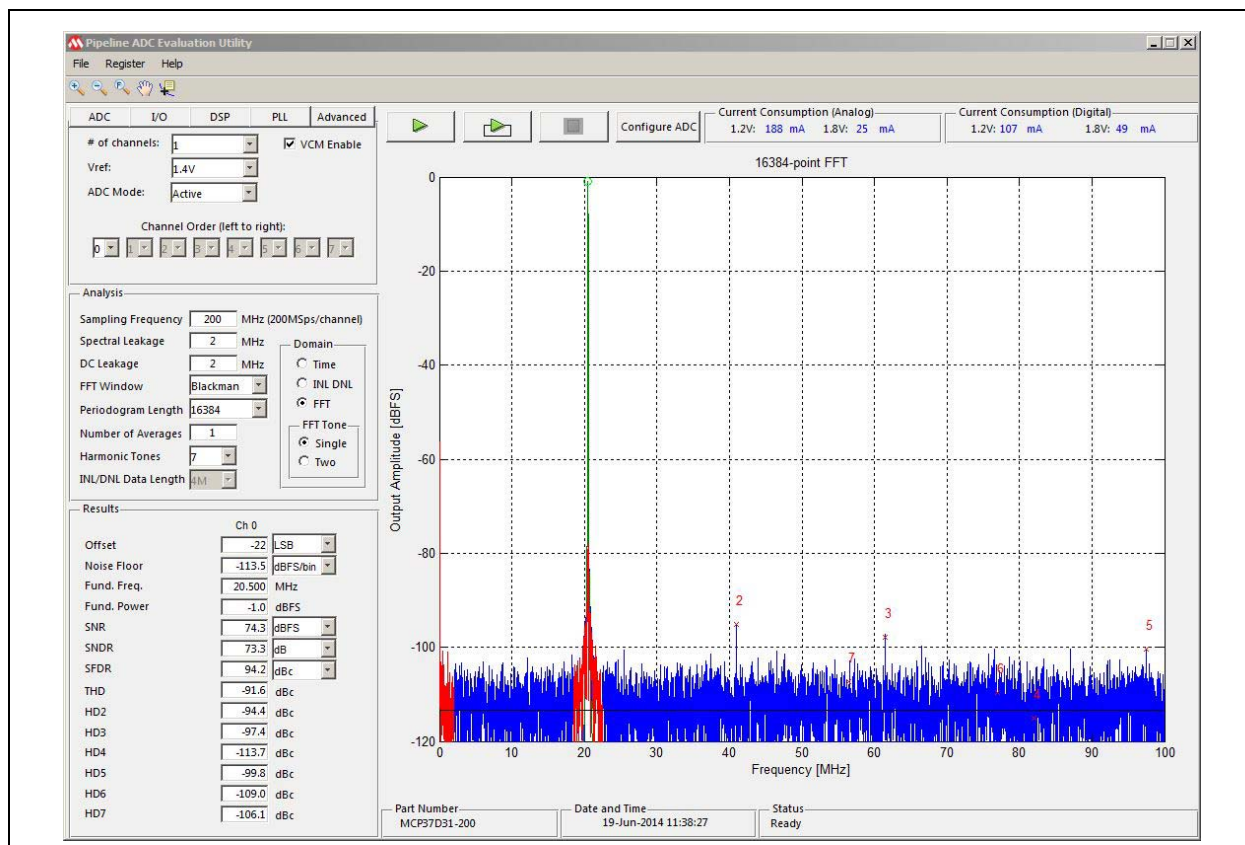 Pipeline ADC Evaluation Utility
File Register Help
ADC I/O DSP PLL Advanced
# of channels: 1 VCM Enable
Vref: 1.4V
ADC Mode: Active
Channel Order (left to right):
0 1 2 3 4 5 6 7
Analysis
Sampling Frequency 200 MHz (200MSps/channel)
Spectral Leakage 2 MHz
DC Leakage 2 MHz
FFT Window Blackman
Periodogram Length 16384
Number of Averages 1
Harmonic Tones 7
INL/DNL Data Length 4M
Domain
Time
INL DNL
FFT
FFT Tone
Single
Two
Results
Ch 0
Offset -22 LSB
Noise Floor -113.5 dBFS/bin
Fund. Freq. 20.500 MHz
Fund. Power -1.0 dBFS
SNR 74.3 dBFS
SNDR 73.3 dB
SFDR 94.2 dBc
THD -91.6 dBc
HD2 -94.4 dBc
HD3 -97.4 dBc
HD4 -113.7 dBc
HD5 -99.8 dBc
HD6 -109.0 dBc
HD7 -106.1 dBc
Configure ADC
Current Consumption (Analog)
1.2V: 188 mA 1.8V: 25 mA
Current Consumption (Digital)
1.2V: 107 mA 1.8V: 49 mA
16384-point FFT
Output Amplitude [dBFS]
0
-20
-40
-60
-80
-100
-120
2
3
5
7
6
4
0 10 20 30 40 50 60 70 80 90 100
Frequency [MHz]
Part Number
MCP37D31-200
Date and Time
19-Jun-2014 11:38:27
Status
Ready